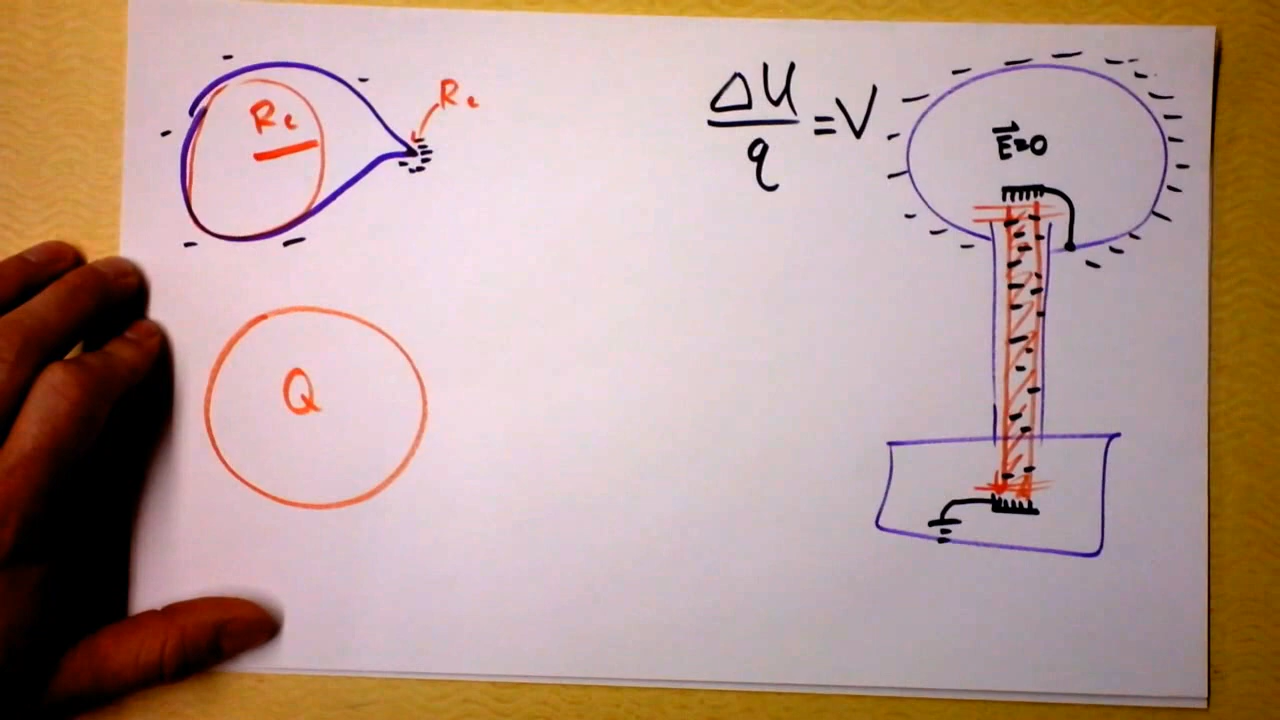 Rc
Rc
ΔU/q = V
E⃗=0
Q